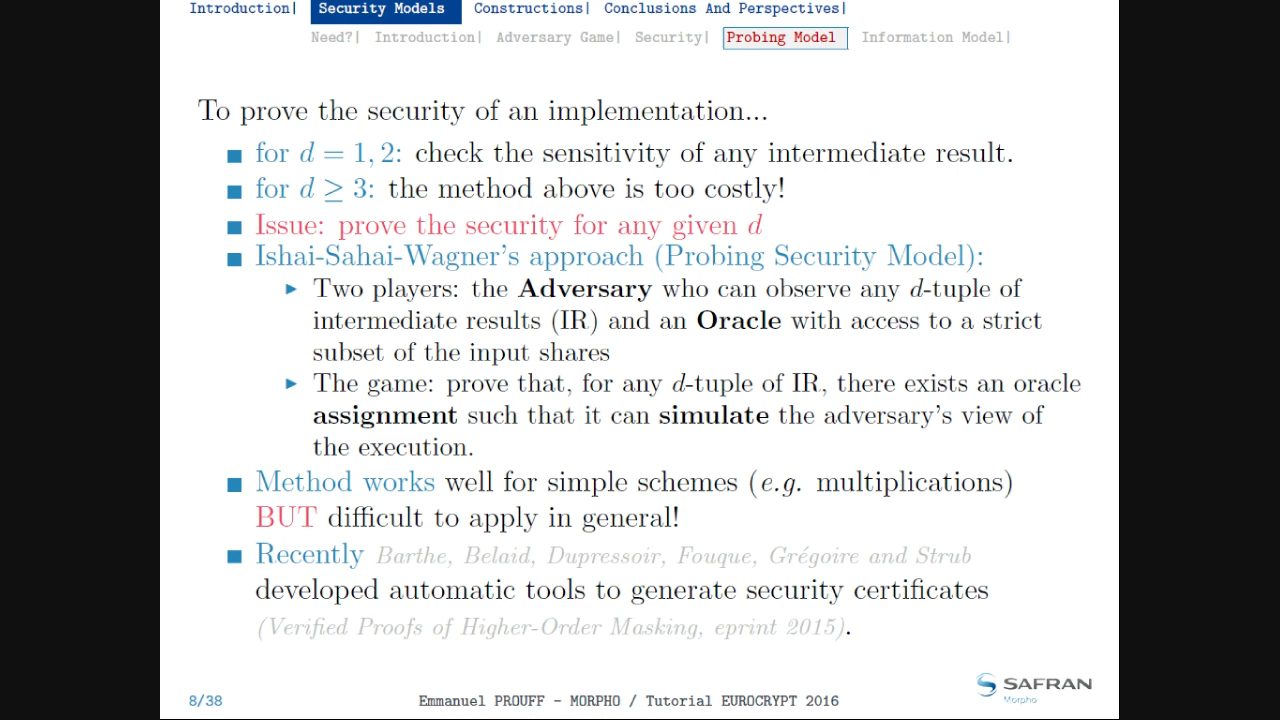 Introduction| Security Models Constructions| Conclusions And Perspectives|
Need?| Introduction| Adversary Game| Security| Probing Model Information Model|
To prove the security of an implementation...
for d = 1, 2: check the sensitivity of any intermediate result.
for d ≥ 3: the method above is too costly!
Issue: prove the security for any given d
Ishai-Sahai-Wagner's approach (Probing Security Model):
Two players: the Adversary who can observe any d-tuple of
intermediate results (IR) and an Oracle with access to a strict
subset of the input shares
The game: prove that, for any d-tuple of IR, there exists an oracle
assignment such that it can simulate the adversary's view of
the execution.
Method works well for simple schemes (e.g. multiplications)
BUT difficult to apply in general!
Recently Barthe, Belaid, Dupressoir, Fouque, Grégoire and Strub
developed automatic tools to generate security certificates
(Verified Proofs of Higher-Order Masking, eprint 2015).
SAFRAN
Morpho
8/38 Emmanuel PROUFF - MORPHO / Tutorial EUROCRYPT 2016